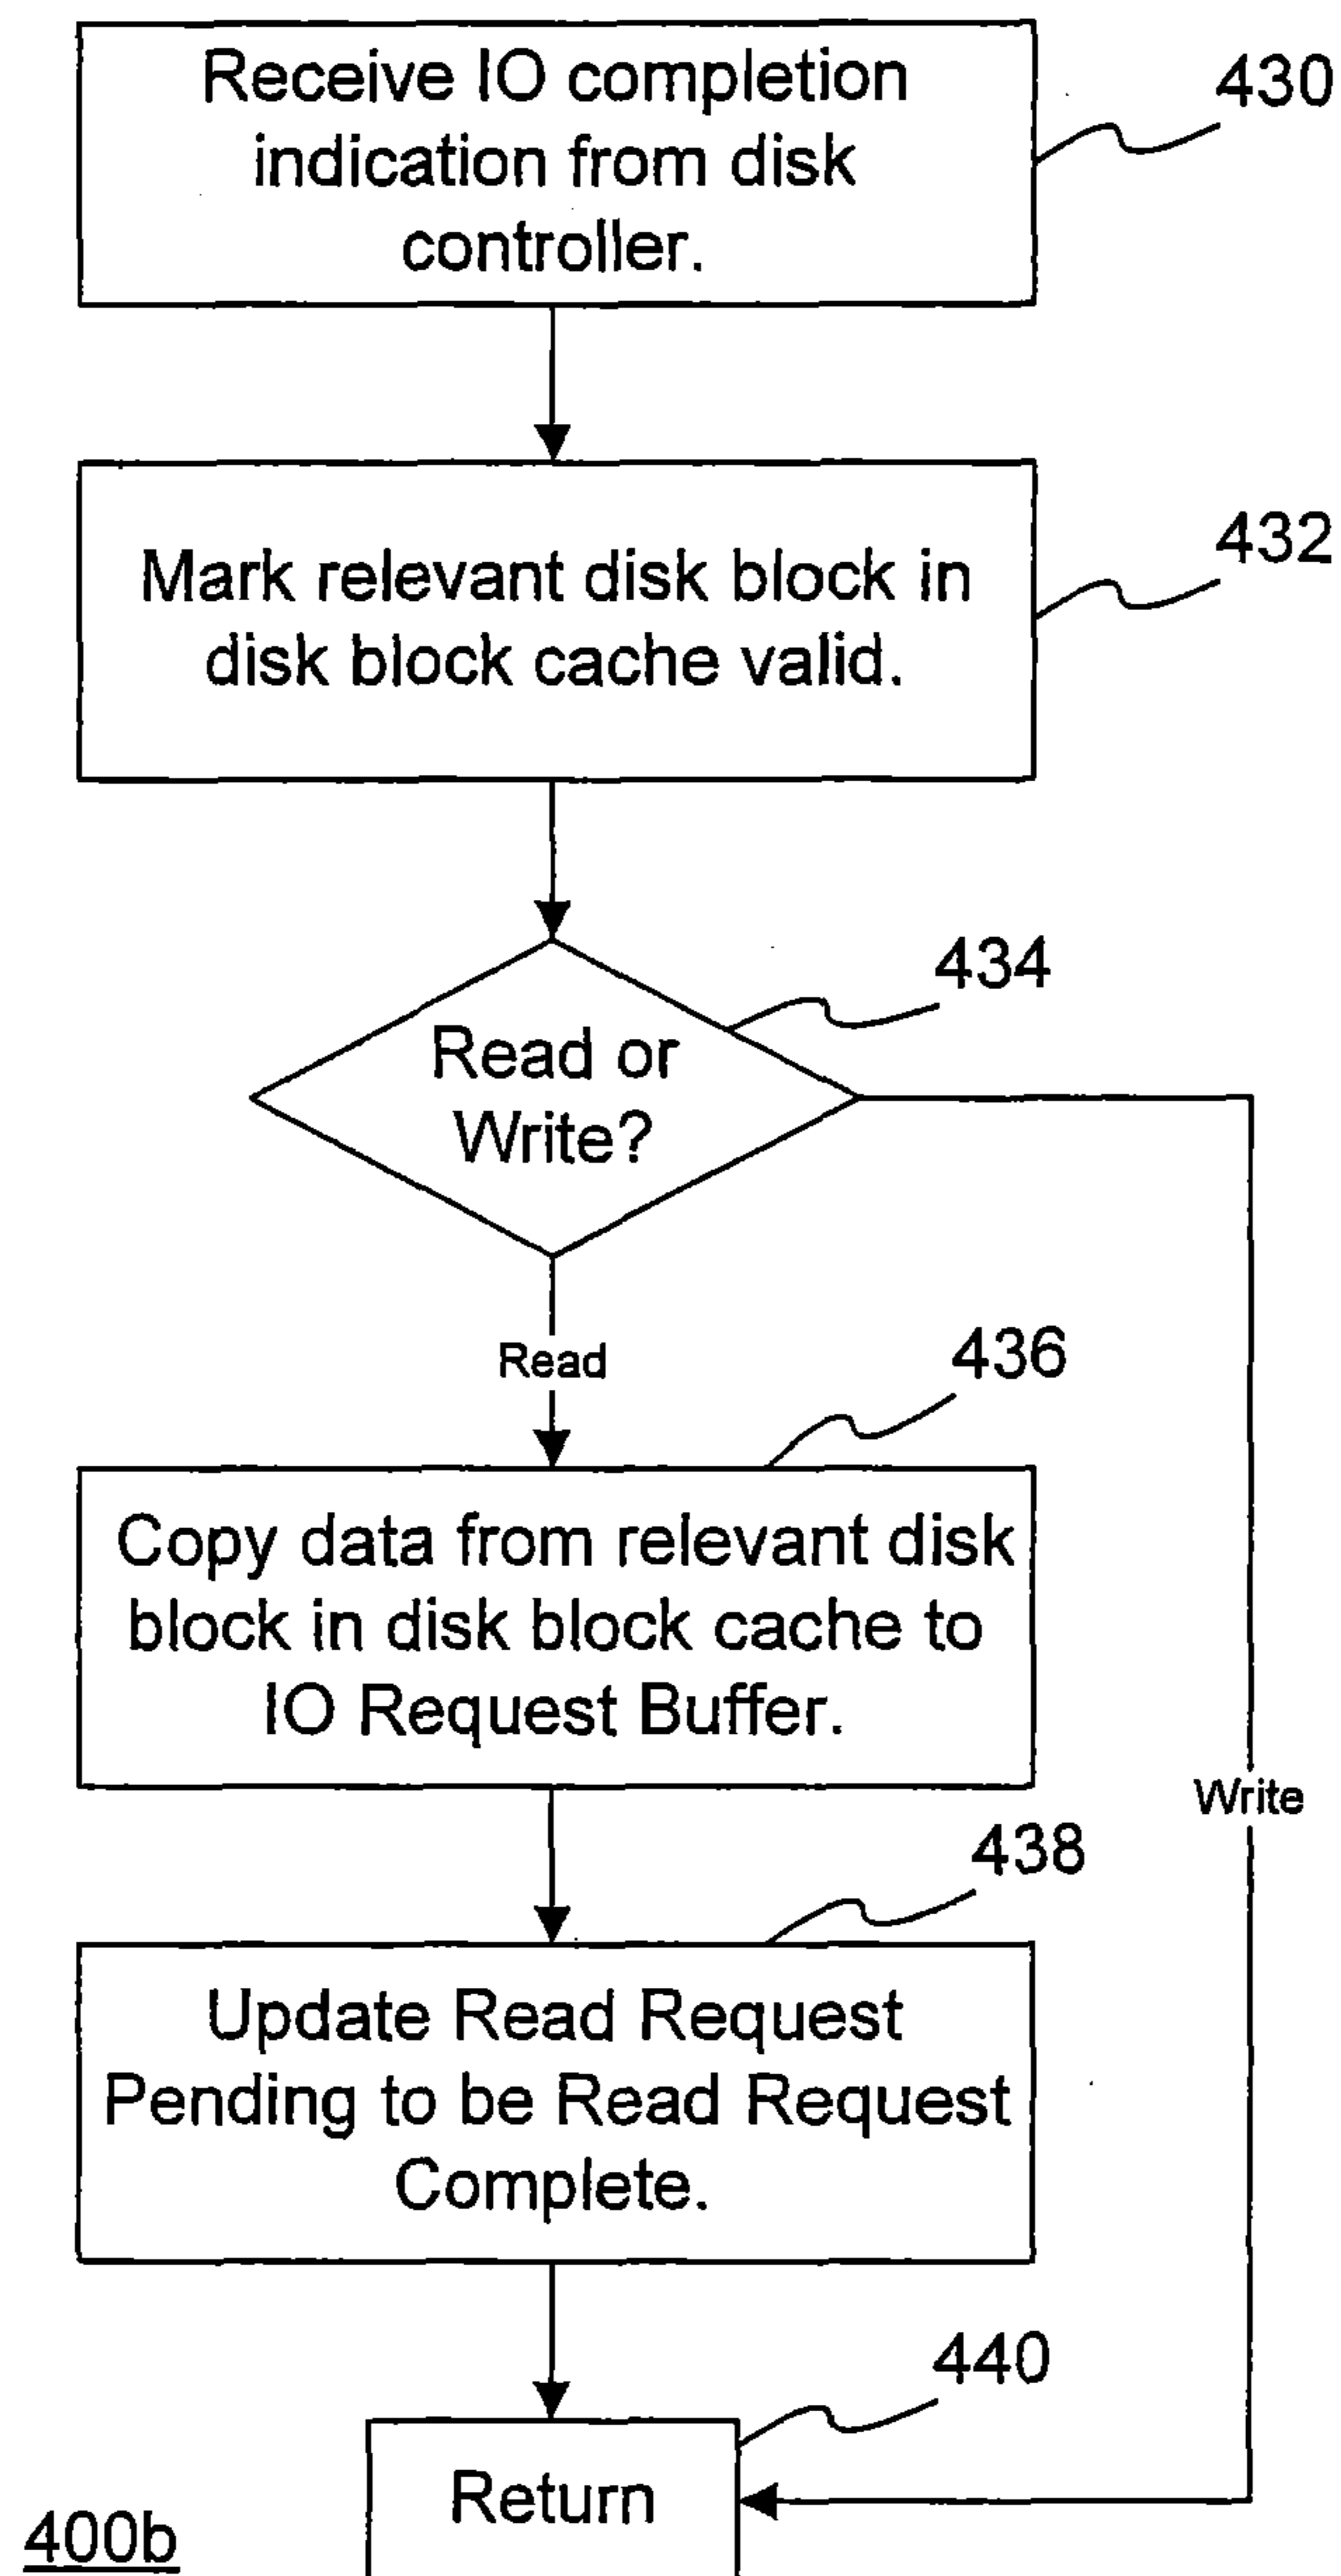 Receive IO completion
indication from disk
controller.
430
Mark relevant disk block in
disk block cache valid.
432
434
Read or
Write?
Read
436
Copy data from relevant disk
block in disk block cache to
IO Request Buffer.
Write
438
Update Read Request
Pending to be Read Request
Complete.
440
Return
400b